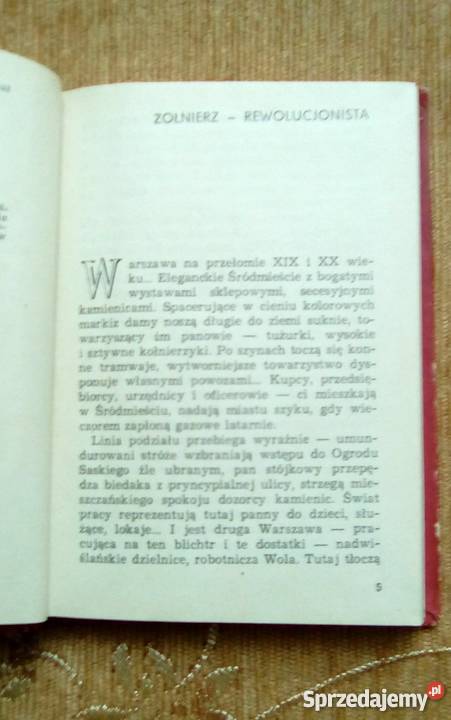 ŻOŁNIERZ – REWOLUCJONISTA
Warszawa na przełomie XIX i XX wie-
ku... Eleganckie Śródmieście z bogatymi
wystawami sklepowymi, secesyjnymi
kamienicami. Spacerujące w cieniu kolorowych
markiz damy noszą długie do ziemi suknie, to-
warzyszący im panowie — tużurki, wysokie
i sztywne kołnierzyki. Po szynach toczą się kon-
ne tramwaje, wytworniejsze towarzystwo dys-
ponuje własnymi powozami... Kupcy, przedsię-
biorcy, urzędnicy i oficerowie — ci mieszkają
w Śródmieściu, nadają miastu szyku, gdy wie-
czorem zapłoną gazowe latarnie.
Linia podziału przebiega wyraźnie — umun-
durowani stróże wzbraniają wstępu do Ogrodu
Saskiego źle ubranym, pan stójkowy przepę-
dza biedaka z pryncypialnej ulicy, strzegą mie-
szczańskiego spokoju dozorcy kamienic. Świat
pracy reprezentują tutaj panny do dzieci, słu-
żące, lokaje... I jest druga Warszawa — pra-
cująca na ten blichtr i te dostatki — nadwi-
ślańskie dzielnice, robotnicza Wola. Tutaj tłoczą
5
Sprzedajemy.pl